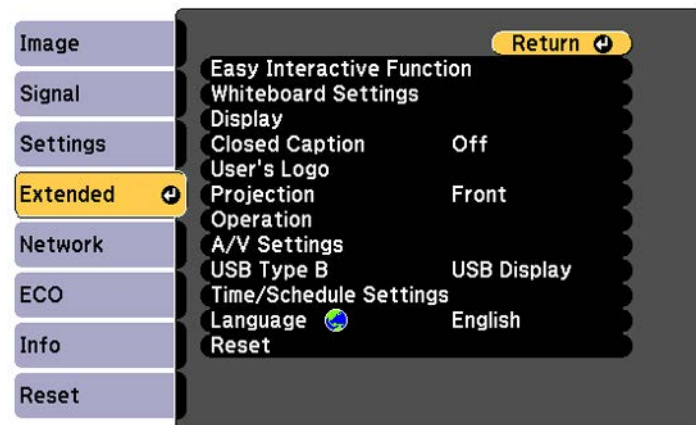 Image
Signal
Settings
Extended
Network
ECO
Info
Reset
Return
Easy Interactive Function
Whiteboard Settings
Display
Closed Caption Off
User's Logo
Projection Front
Operation
A/V Settings
USB Type B USB Display
Time/Schedule Settings
Language English
Reset